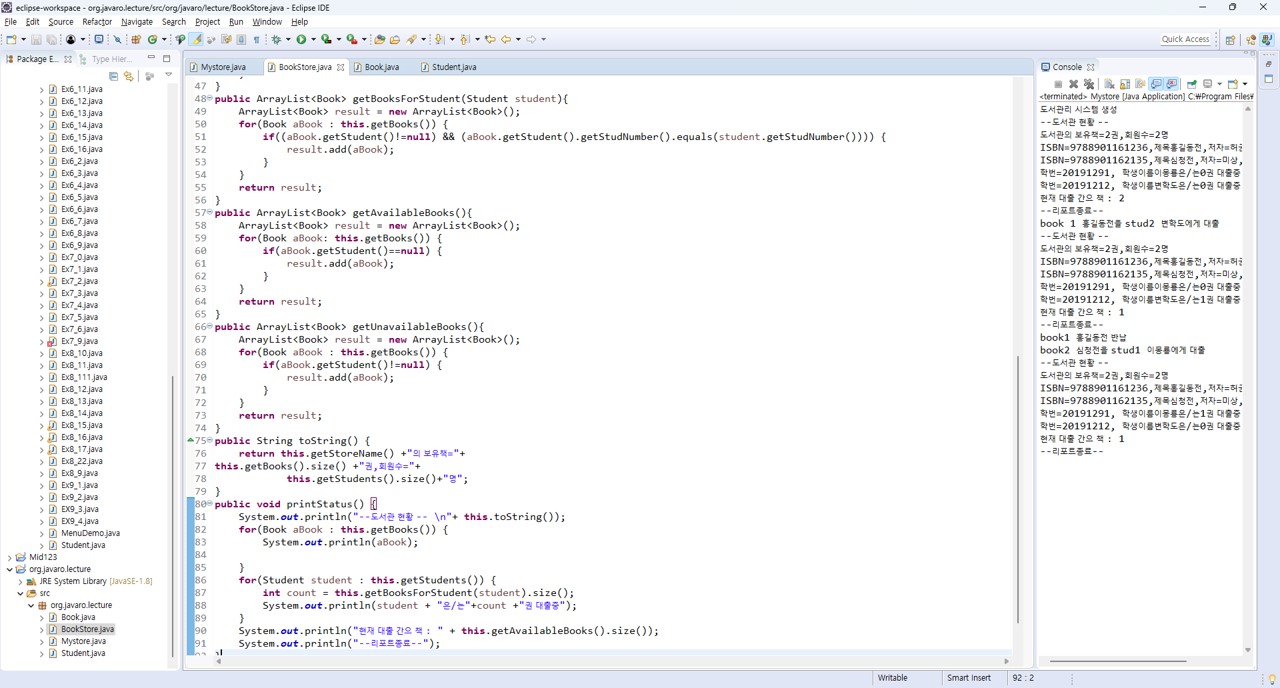 eclipse-workspace - org.javaro.lecture/src/org/javaro/lecture/BookStore.java - Eclipse IDE
File Edit Source Refactor Navigate Search Project Run Window Help
Quick Access
Package E...
Type Hier...
Ex6_11.java
Ex6_12.java
Ex6_13.java
Ex6_14.java
Ex6_15.java
Ex6_16.java
Ex6_2.java
Ex6_3.java
Ex6_4.java
Ex6_5.java
Ex6_6.java
Ex6_7.java
Ex6_8.java
Ex6_9.java
Ex7_0.java
Ex7_1.java
Ex7_2.java
Ex7_3.java
Ex7_4.java
Ex7_5.java
Ex7_6.java
Ex7_9.java
Ex8_10.java
Ex8_11.java
Ex8_111.java
Ex8_12.java
Ex8_13.java
Ex8_14.java
Ex8_15.java
Ex8_16.java
Ex8_17.java
Ex8_22.java
Ex8_9.java
Ex9_1.java
Ex9_2.java
EX9_3.java
EX9_4.java
MenuDemo.java
Student.java
Mid123
org.javaro.lecture
JRE System Library [JavaSE-1.8]
src
org.javaro.lecture
Book.java
BookStore.java
Mystore.java
Student.java
Mystore.java BookStore.java Book.java Student.java
47 }
48 public ArrayList<Book> getBooksForStudent(Student student){
49 ArrayList<Book> result = new ArrayList<Book>();
50 for(Book aBook : this.getBooks()) {
51 if((aBook.getStudent()!=null) && (aBook.getStudent().getStudNumber().equals(student.getStudNumber()))) {
52 result.add(aBook);
53 }
54 }
55 return result;
56 }
57 public ArrayList<Book> getAvailableBooks(){
58 ArrayList<Book> result = new ArrayList<Book>();
59 for(Book aBook: this.getBooks()) {
60 if(aBook.getStudent()==null) {
61 result.add(aBook);
62 }
63 }
64 return result;
65 }
66 public ArrayList<Book> getUnavailableBooks(){
67 ArrayList<Book> result = new ArrayList<Book>();
68 for(Book aBook : this.getBooks()) {
69 if(aBook.getStudent()!=null) {
70 result.add(aBook);
71 }
72 }
73 return result;
74 }
75 public String toString() {
76 return this.getStoreName() +"의 보유책="+
77 this.getBooks().size() +"권,회원수="+
78 this.getStudents().size()+"명";
79 }
80 public void printStatus() {
81 System.out.println("--도서관 현황 -- \n"+ this.toString());
82 for(Book aBook : this.getBooks()) {
83 System.out.println(aBook);
84
85 }
86 for(Student student : this.getStudents()) {
87 int count = this.getBooksForStudent(student).size();
88 System.out.println(student + "은/는"+count +"권 대출중");
89 }
90 System.out.println("현재 대출 간으 책 : " + this.getAvailableBooks().size());
91 System.out.println("--리포트종료--");
92 }
Console
<terminated> Mystore [Java Application] C:₩Program Files₩
도서관리 시스템 생성
--도서관 현황 --
도서관의 보유책=2권,회원수=2명
ISBN=9788901161236,제목홍길동전,저자=허균
ISBN=9788901162135,제목심청전,저자=미상,
학번=20191291, 학생이름이몽룡은/는0권 대출중
학번=20191212, 학생이름변학도은/는0권 대출중
현재 대출 간으 책 : 2
--리포트종료--
book 1 홍길동전을 stud2 변학도에게 대출
--도서관 현황 --
도서관의 보유책=2권,회원수=2명
ISBN=9788901161236,제목홍길동전,저자=허균
ISBN=9788901162135,제목심청전,저자=미상,
학번=20191291, 학생이름이몽룡은/는0권 대출중
학번=20191212, 학생이름변학도은/는1권 대출중
현재 대출 간으 책 : 1
--리포트종료--
book1 홍길동전 반납
book2 심청전을 stud1 이몽룡에게 대출
--도서관 현황 --
도서관의 보유책=2권,회원수=2명
ISBN=9788901161236,제목홍길동전,저자=허균
ISBN=9788901162135,제목심청전,저자=미상,
학번=20191291, 학생이름이몽룡은/는1권 대출중
학번=20191212, 학생이름변학도은/는0권 대출중
현재 대출 간으 책 : 1
--리포트종료--
Writable Smart Insert 92 : 2